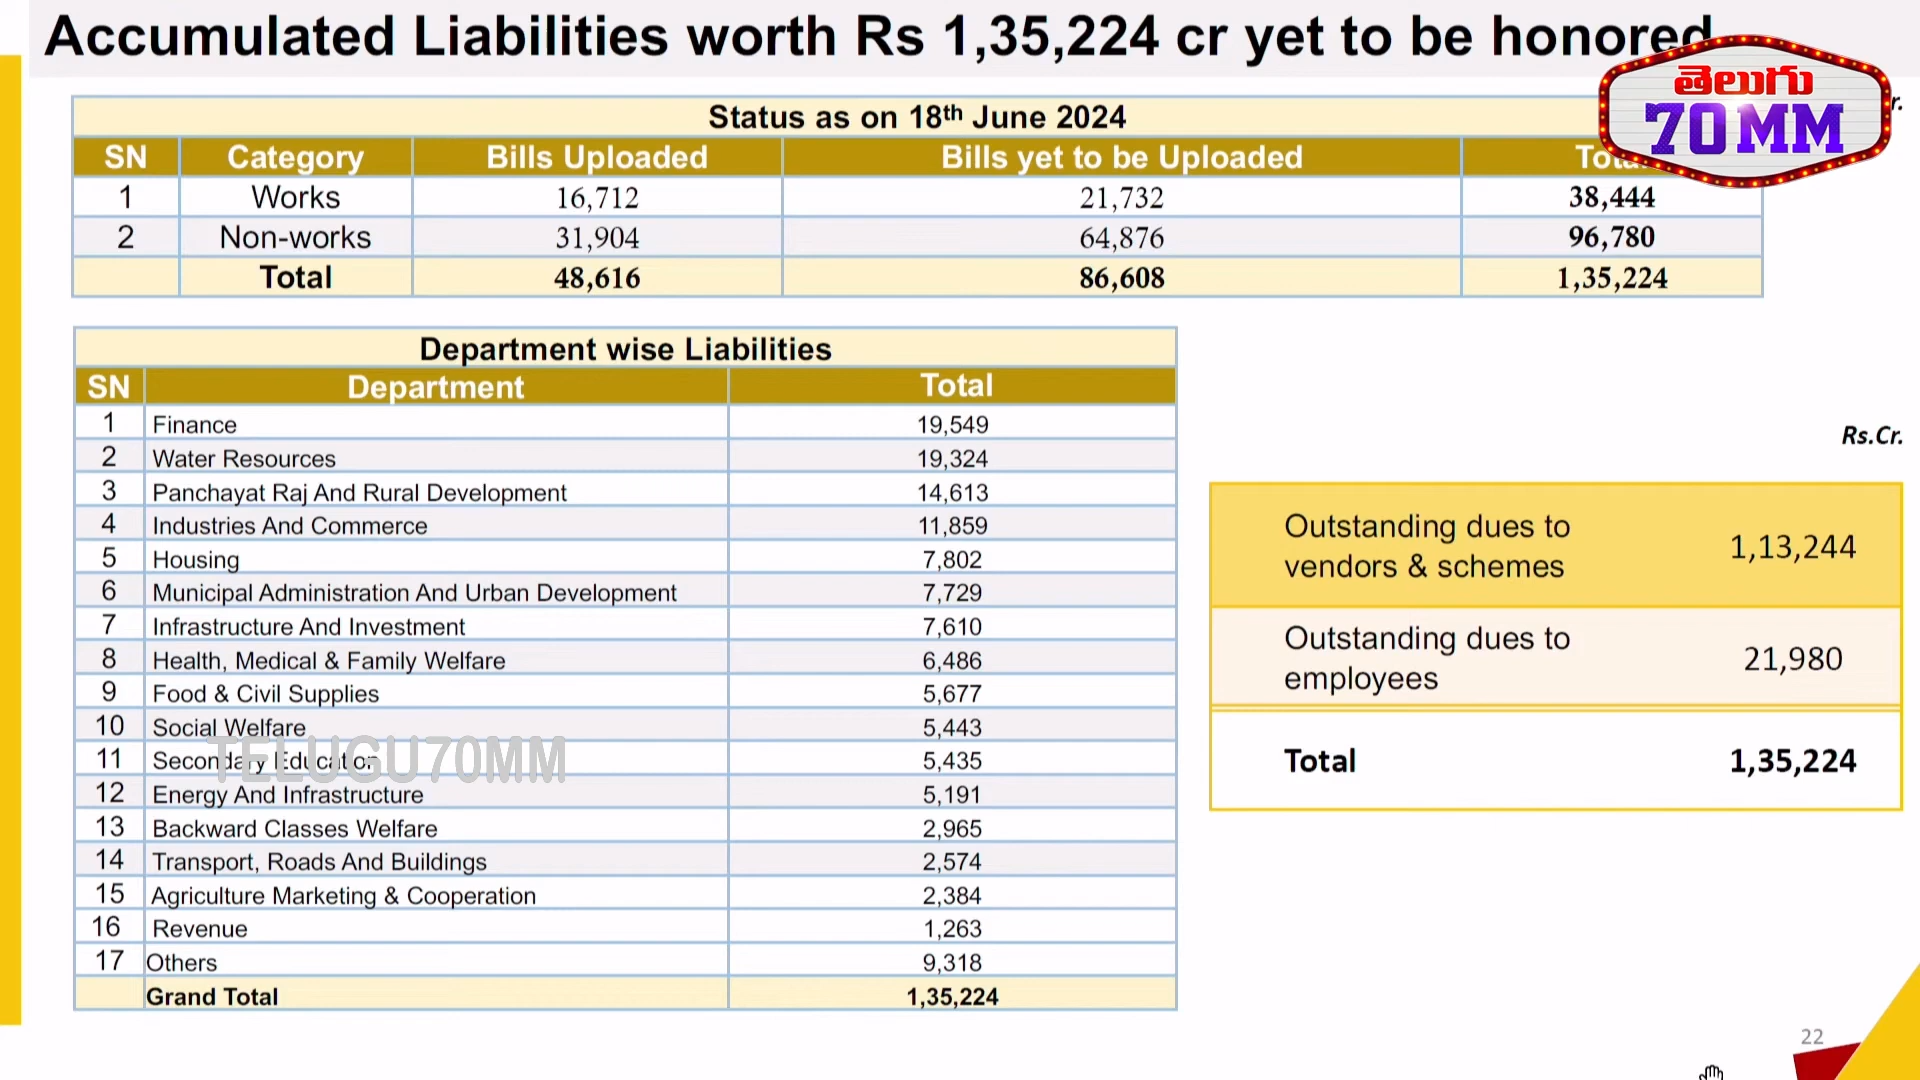 Accumulated Liabilities worth Rs 1,35,224 cr yet to be honored
తెలుగు
70MM
r.
Status as on 18th June 2024
SN Category Bills Uploaded Bills yet to be Uploaded Total
1 Works 16,712 21,732 38,444
2 Non-works 31,904 64,876 96,780
Total 48,616 86,608 1,35,224
Department wise Liabilities
SN Department Total
1 Finance 19,549
2 Water Resources 19,324
3 Panchayat Raj And Rural Development 14,613
4 Industries And Commerce 11,859
5 Housing 7,802
6 Municipal Administration And Urban Development 7,729
7 Infrastructure And Investment 7,610
8 Health, Medical & Family Welfare 6,486
9 Food & Civil Supplies 5,677
10 Social Welfare 5,443
TELUGU70MM
11 Secondary Education 5,435
12 Energy And Infrastructure 5,191
13 Backward Classes Welfare 2,965
14 Transport, Roads And Buildings 2,574
15 Agriculture Marketing & Cooperation 2,384
16 Revenue 1,263
17 Others 9,318
Grand Total 1,35,224
Rs.Cr.
Outstanding dues to
vendors & schemes 1,13,244
Outstanding dues to
employees 21,980
Total 1,35,224
22